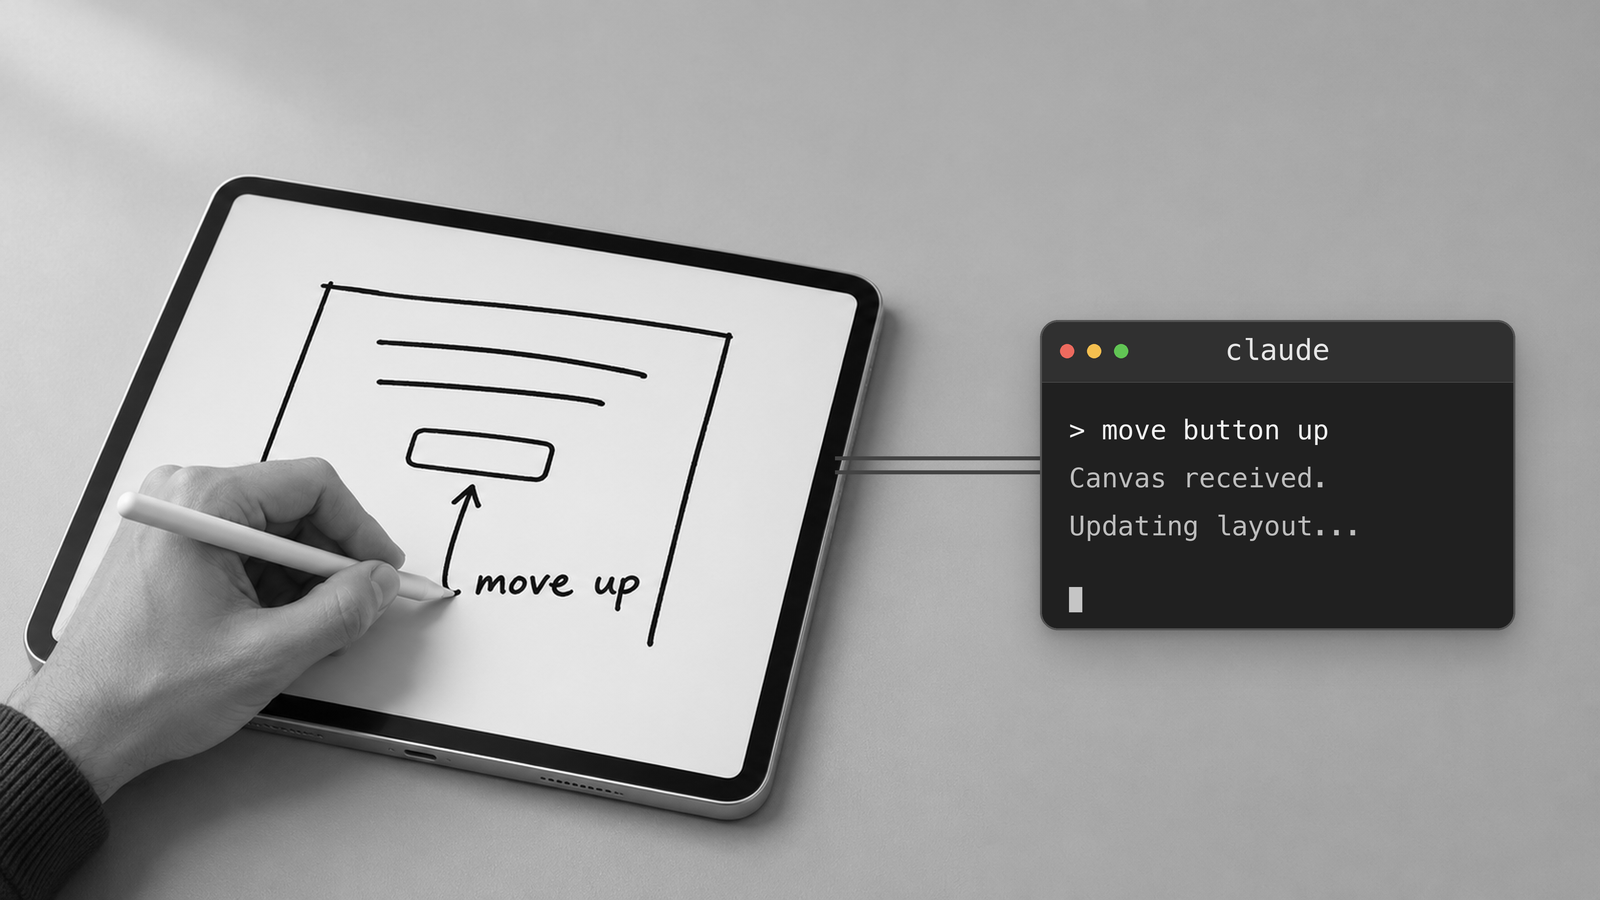 move up
claude
> move button up
Canvas received.
Updating layout...